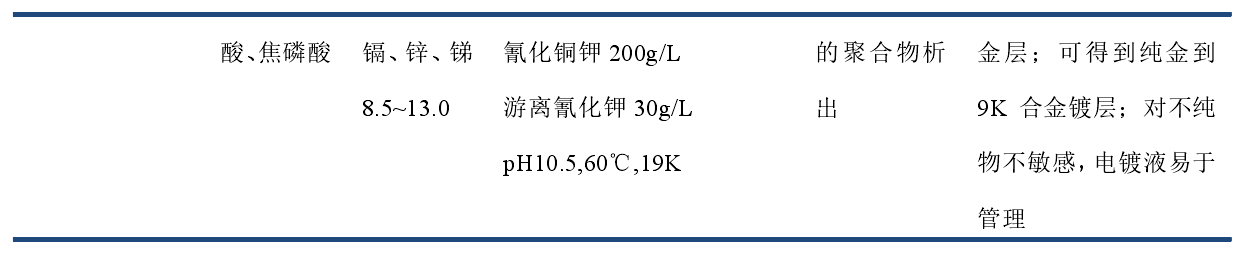 酸、焦磷酸 镉、锌、锑 氰化铜钾 200g/L 的聚合物析 金层；可得到纯金到
8.5~13.0 游离氰化钾 30g/L 出 9K 合金镀层；对不纯
pH10.5,60℃,19K 物不敏感，电镀液易于
管理